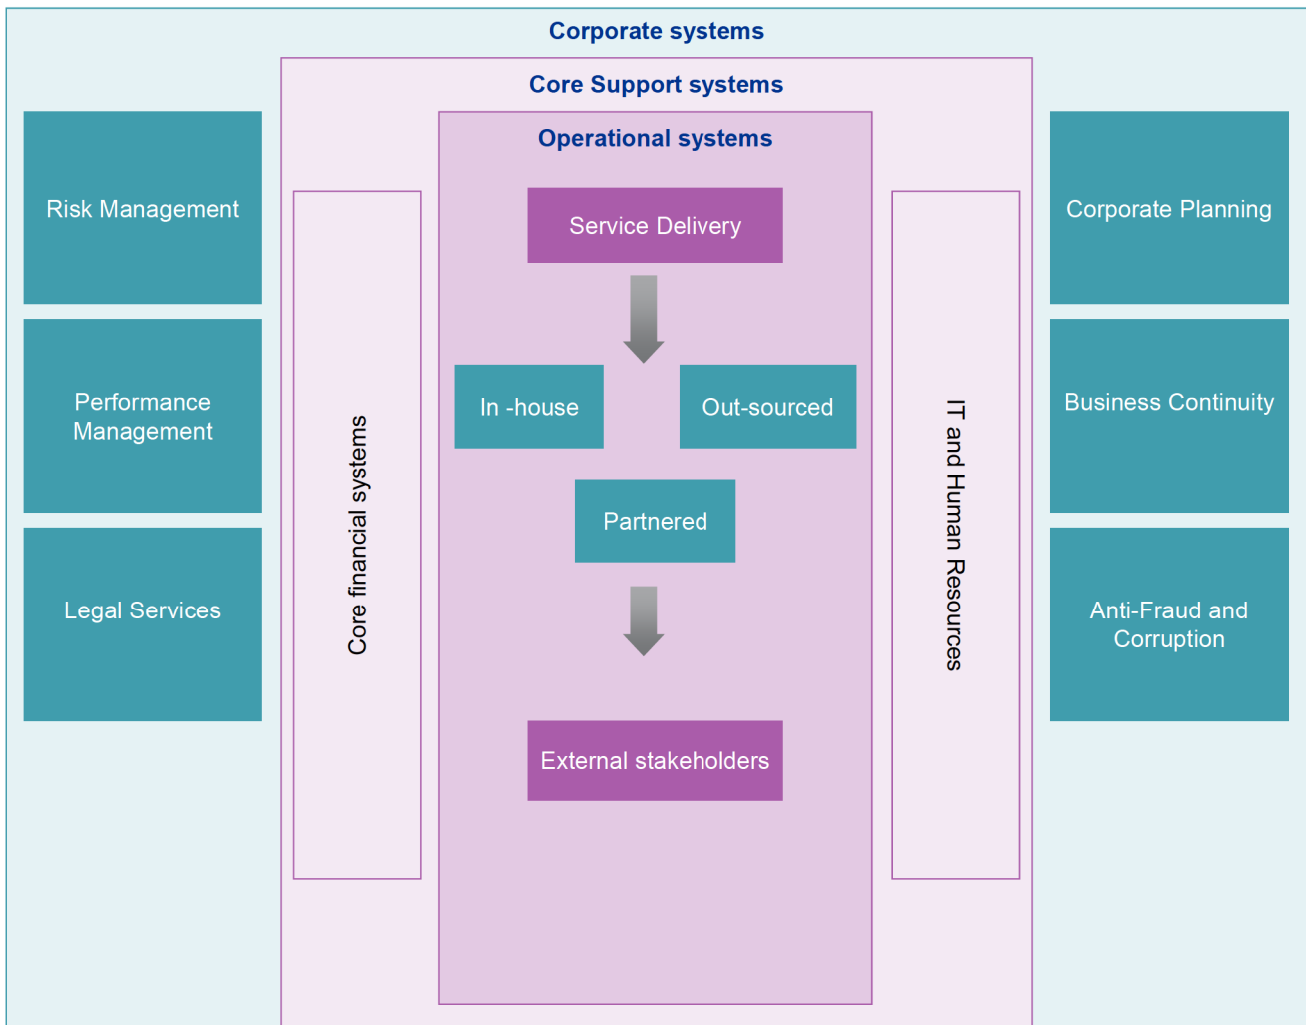 Corporate systems
Core Support systems
Operational systems
Risk Management
Performance
Management
Legal Services
Core financial systems
Service Delivery
In -house
Out-sourced
Partnered
External stakeholders
IT and Human Resources
Corporate Planning
Business Continuity
Anti-Fraud and
Corruption